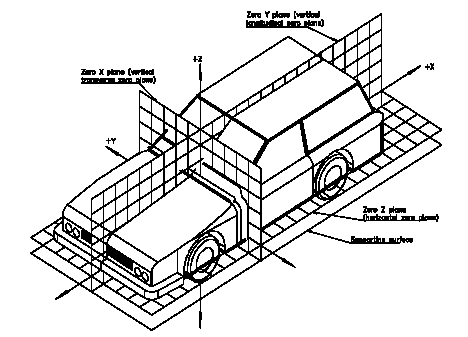 Zero Y plane (vertical
longitudinal zero plane)
+Z
+X
Zero X plane (vertical
transverse zero plane)
+Y
Zero Z plane
(horizontal zero plane)
Supporting surface